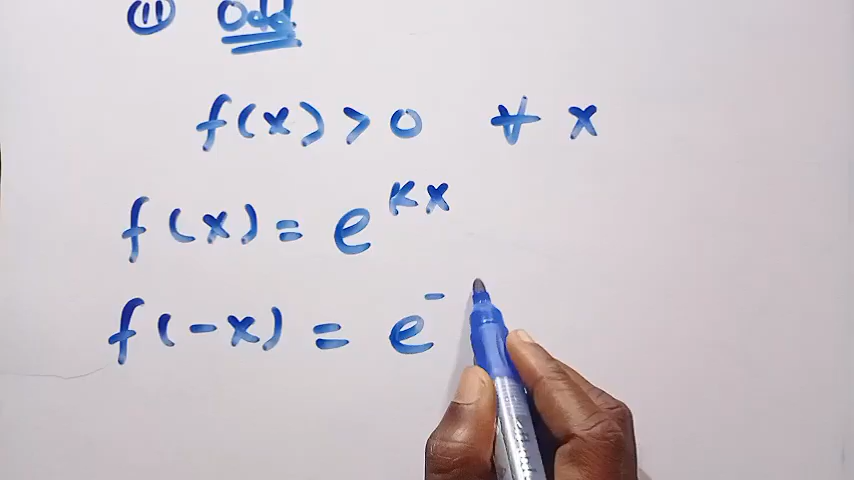 (ii) Odd
f(x) > 0 ∀ x
f(x) = e^{kx}
f(-x) = e^{-